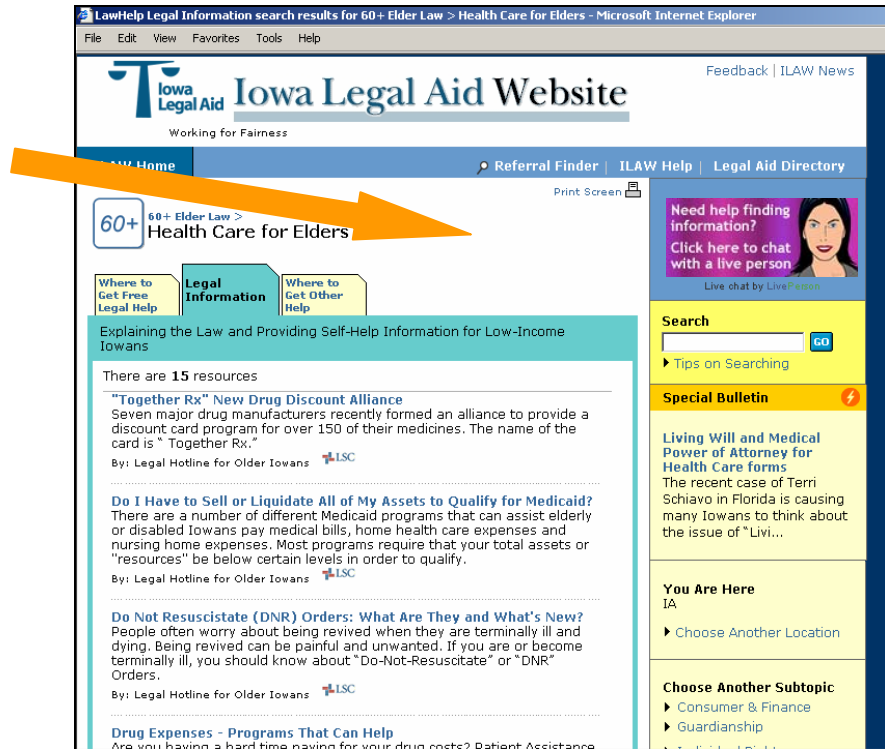 LawHelp Legal Information search results for 60+ Elder Law > Health Care for Elders - Microsoft Internet Explorer
File Edit View Favorites Tools Help
Feedback | ILAW News
Iowa
Legal Aid
Iowa Legal Aid Website
Working for Fairness
ILAW Home
Referral Finder | ILAW Help | Legal Aid Directory
Print Screen
60+
60+ Elder Law >
Health Care for Elders
Where to
Get Free
Legal Help
Legal
Information
Where to
Get Other
Help
Explaining the Law and Providing Self-Help Information for Low-Income
Iowans
There are 15 resources
"Together Rx" New Drug Discount Alliance
Seven major drug manufacturers recently formed an alliance to provide a
discount card program for over 150 of their medicines. The name of the
card is " Together Rx."
By: Legal Hotline for Older Iowans LSC
Do I Have to Sell or Liquidate All of My Assets to Qualify for Medicaid?
There are a number of different Medicaid programs that can assist elderly
or disabled Iowans pay medical bills, home health care expenses and
nursing home expenses. Most programs require that your total assets or
"resources" be below certain levels in order to qualify.
By: Legal Hotline for Older Iowans LSC
Do Not Resuscistate (DNR) Orders: What Are They and What's New?
People often worry about being revived when they are terminally ill and
dying. Being revived can be painful and unwanted. If you are or become
terminally ill, you should know about "Do-Not-Resuscitate" or "DNR"
Orders.
By: Legal Hotline for Older Iowans LSC
Drug Expenses - Programs That Can Help
Are you having a hard time paying for your drug costs? Patient Assistance
Need help finding
information?
Click here to chat
with a live person
Live chat by LivePerson
Search
GO
Tips on Searching
Special Bulletin
Living Will and Medical
Power of Attorney for
Health Care forms
The recent case of Terri
Schiavo in Florida is causing
many Iowans to think about
the issue of "Livi...
You Are Here
IA
Choose Another Location
Choose Another Subtopic
Consumer & Finance
Guardianship